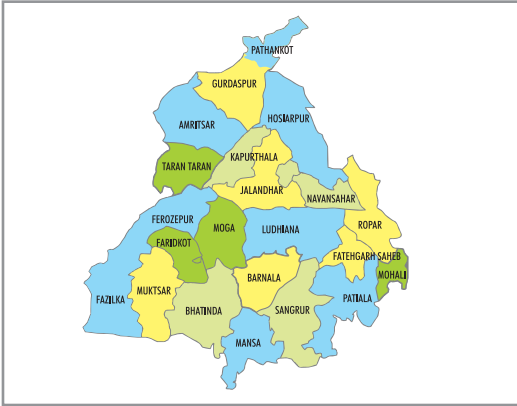 PATHANKOT
GURDASPUR
HOSIARPUR
AMRITSAR
KAPURTHALA
TARAN TARAN
JALANDHAR
NAVANSAHAR
FEROZEPUR
MOGA
LUDHIANA
ROPAR
FARIDKOT
FATEHGARH SAHEB
MOHALI
BARNALA
MUKTSAR
FAZILKA
PATIALA
SANGRUR
BHATINDA
MANSA